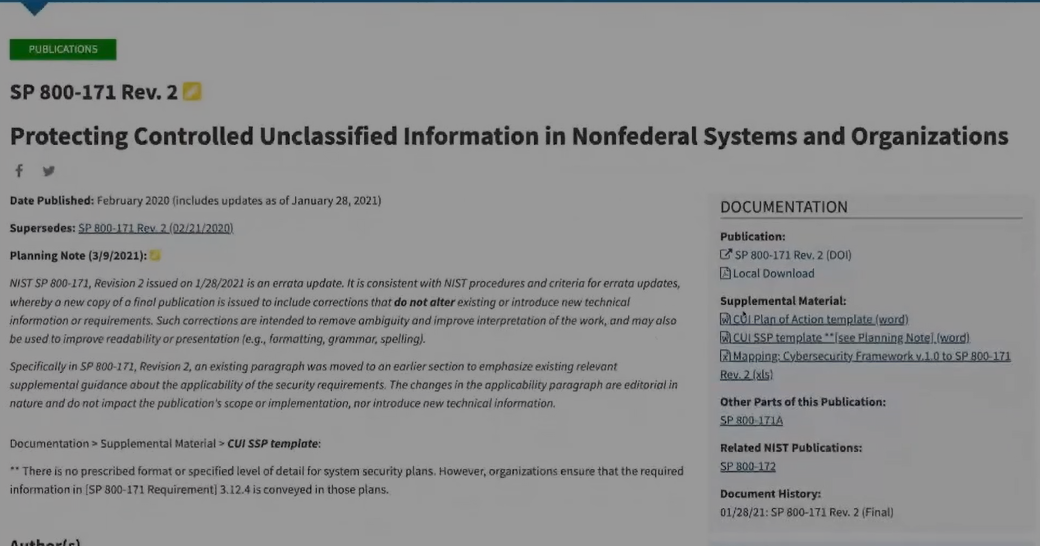 PUBLICATIONS
SP 800-171 Rev. 2
Protecting Controlled Unclassified Information in Nonfederal Systems and Organizations
Date Published: February 2020 (includes updates as of January 28, 2021)
Supersedes: SP 800-171 Rev. 2 (02/21/2020)
Planning Note (3/9/2021):
NIST SP 800-171, Revision 2 issued on 1/28/2021 is an errata update. It is consistent with NIST procedures and criteria for errata updates,
whereby a new copy of a final publication is issued to include corrections that do not alter existing or introduce new technical
information or requirements. Such corrections are intended to remove ambiguity and improve interpretation of the work, and may also
be used to improve readability or presentation (e.g., formatting, grammar, spelling).
Specifically in SP 800-171, Revision 2, an existing paragraph was moved to an earlier section to emphasize existing relevant
supplemental guidance about the applicability of the security requirements. The changes in the applicability paragraph are editorial in
nature and do not impact the publication's scope or implementation, nor introduce new technical information.
Documentation > Supplemental Material > CUI SSP template:
** There is no prescribed format or specified level of detail for system security plans. However, organizations ensure that the required
information in [SP 800-171 Requirement] 3.12.4 is conveyed in those plans.
Author(s)
DOCUMENTATION
Publication:
SP 800-171 Rev. 2 (DOI)
Local Download
Supplemental Material:
CUI Plan of Action template (word)
CUI SSP template **[see Planning Note] (word)
Mapping: Cybersecurity Framework v.1.0 to SP 800-171
Rev. 2 (xls)
Other Parts of this Publication:
SP 800-171A
Related NIST Publications:
SP 800-172
Document History:
01/28/21: SP 800-171 Rev. 2 (Final)